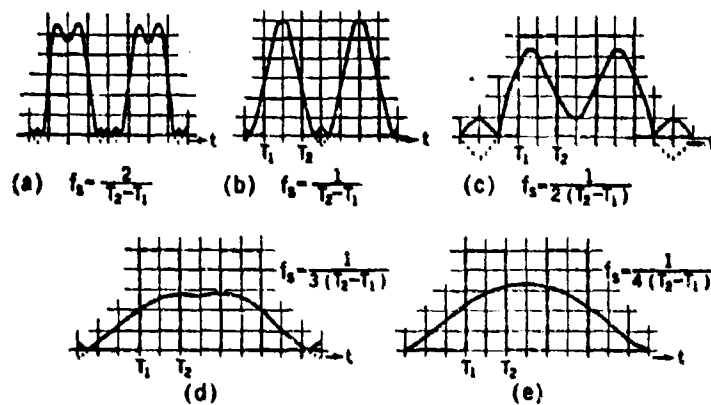 t
t
t
T₁ T₂
T₁ T₂
(a) fₛ= 2/(T₂-T₁)
(b) fₛ= 1/(T₂-T₁)
(c) fₛ= 1/(2(T₂-T₁))
fₛ= 1/(3(T₂-T₁))
fₛ= 1/(4(T₂-T₁))
t
t
T₁ T₂
T₁ T₂
(d)
(e)